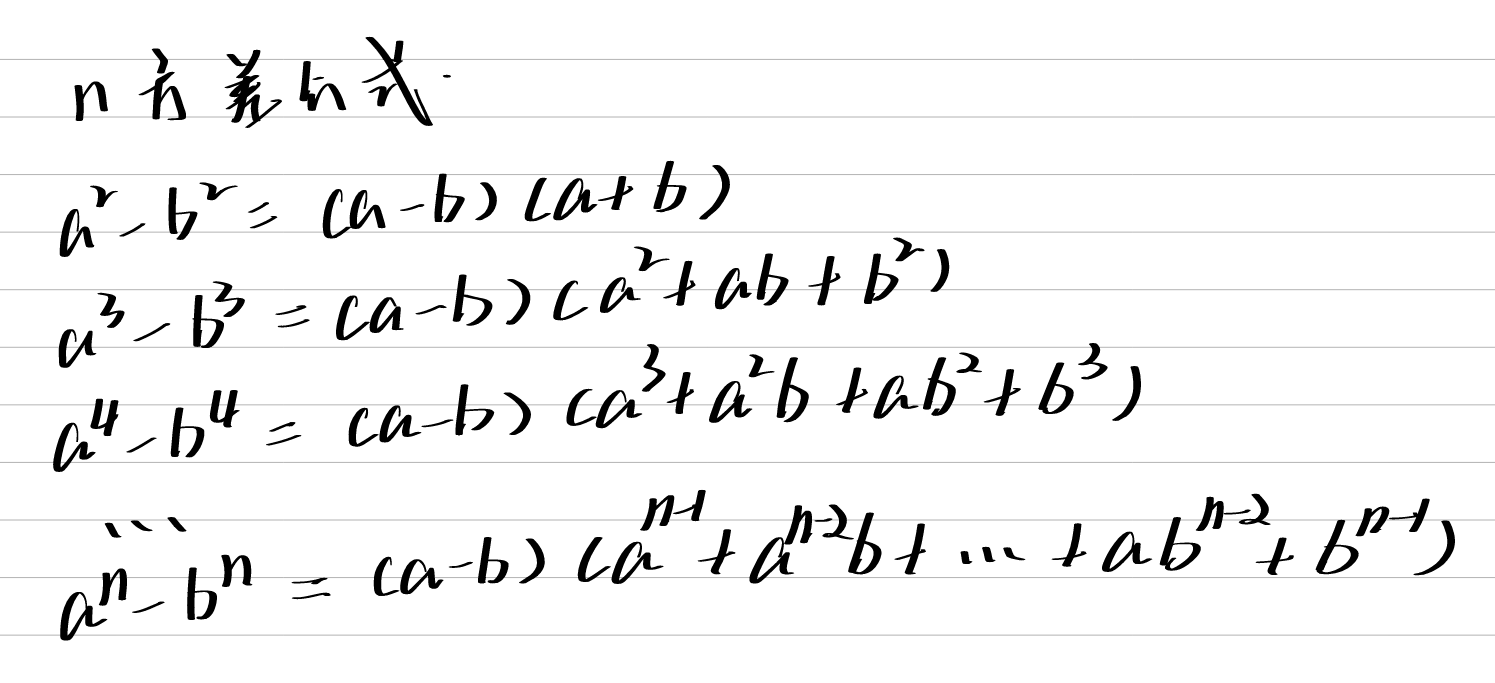 n方差公式.
a²-b²=(a-b)(a+b)
a³-b³=(a-b)(a²+ab+b²)
a⁴-b⁴=(a-b)(a³+a²b+ab²+b³)
...
aⁿ-bⁿ=(a-b)(aⁿ⁻¹+aⁿ⁻²b+...+abⁿ⁻²+bⁿ⁻¹)